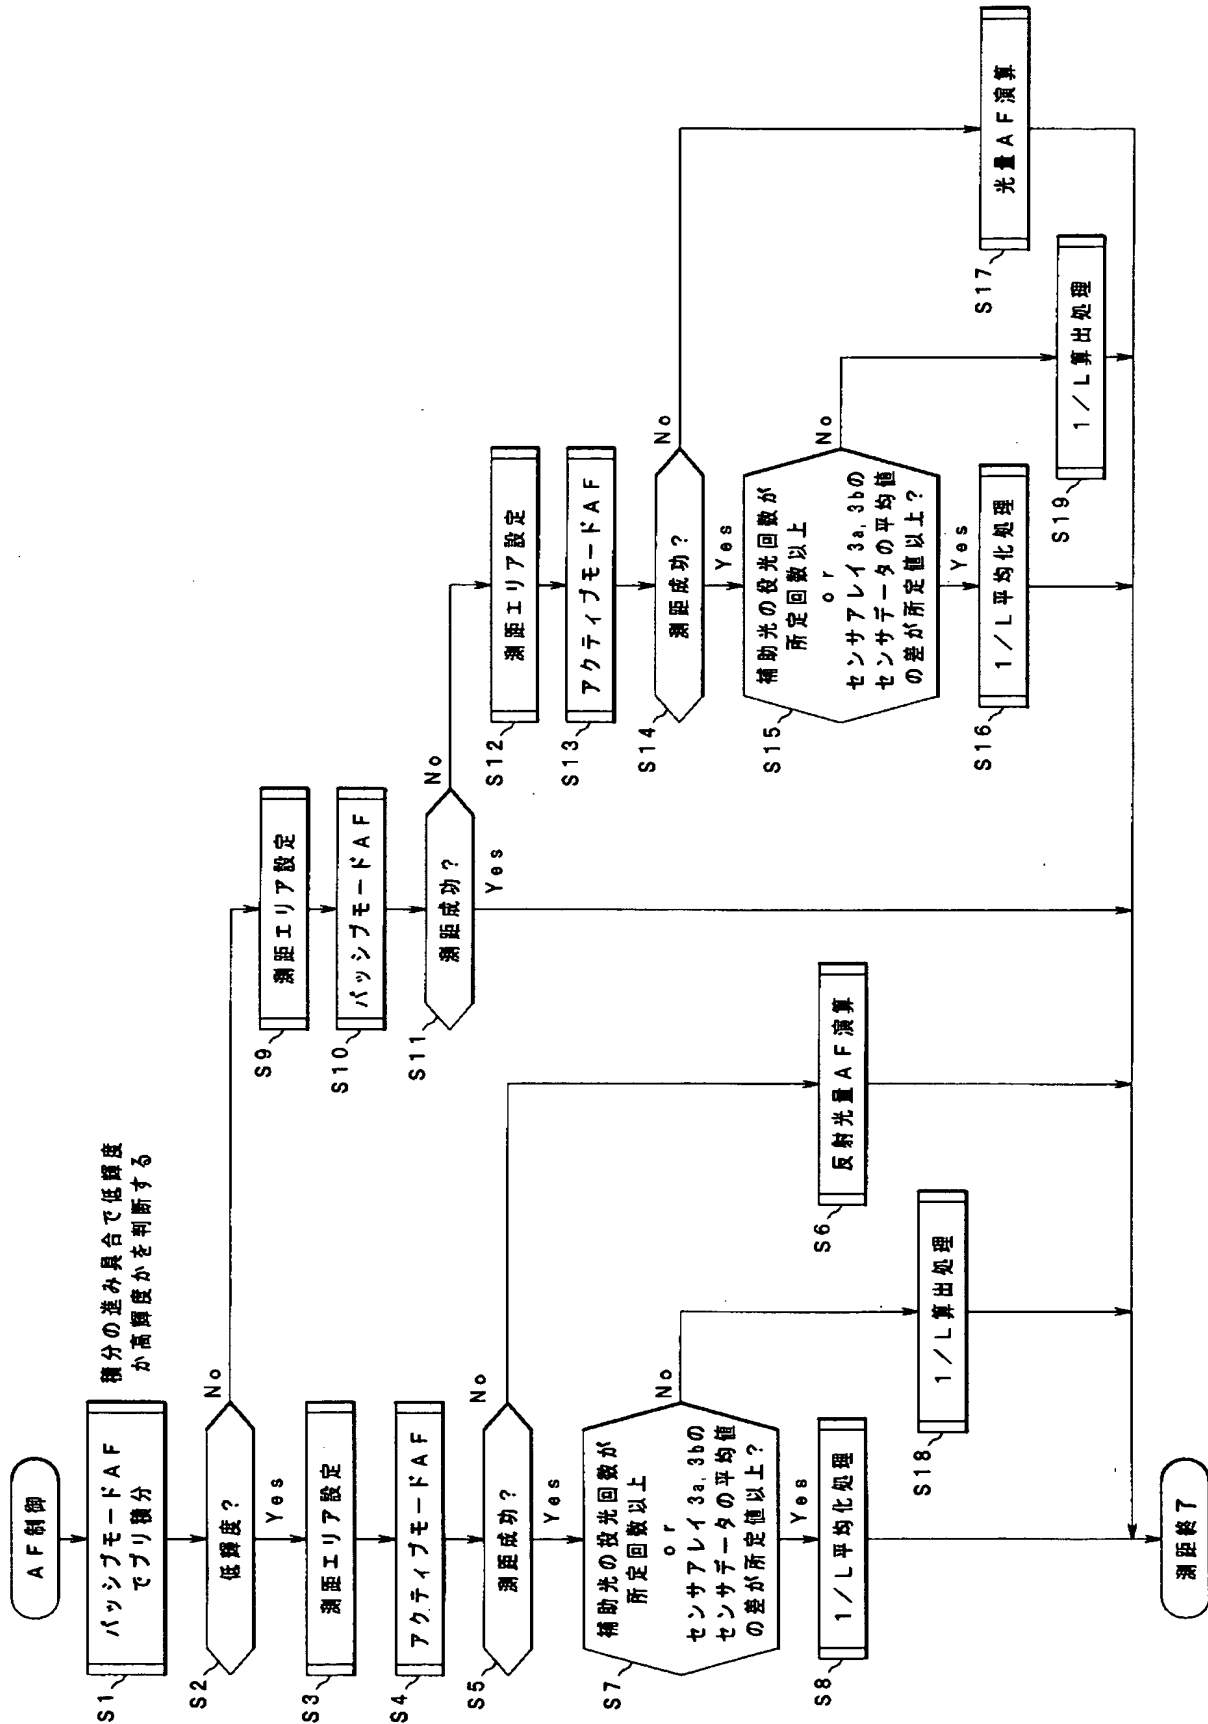 AF制御
S1
パッシブモードAF
でプリ積分
積分の進み具合で低輝度
か高輝度かを判断する
S2
低輝度?
No
Yes
S3
測距エリア設定
S4
アクティブモードAF
S5
測距成功?
No
Yes
S7
補助光の投光回数が
所定回数以上
or
センサアレイ3a,3bの
センサデータの平均値
の差が所定値以上?
No
Yes
S8
1/L平均化処理
S18
1/L算出処理
S6
反射光量AF演算
S9
測距エリア設定
S10
パッシブモードAF
S11
測距成功?
No
Yes
S12
測距エリア設定
S13
アクティブモードAF
S14
測距成功?
No
Yes
S15
補助光の投光回数が
所定回数以上
or
センサアレイ3a,3bの
センサデータの平均値
の差が所定値以上?
No
Yes
S16
1/L平均化処理
S19
1/L算出処理
S17
光量AF演算
測距終了